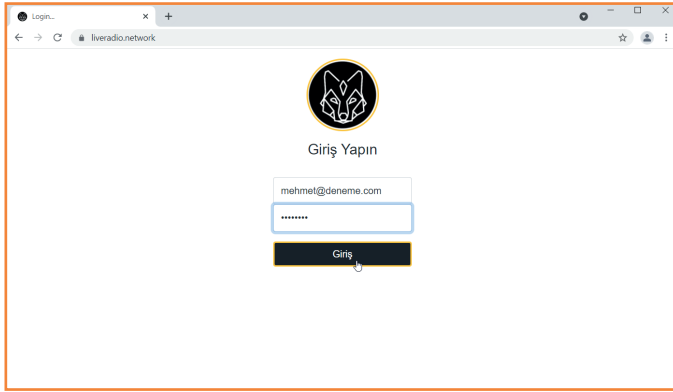 Login...
liveradio.network
Giriş Yapın
mehmet@deneme.com
••••••••
Giriş